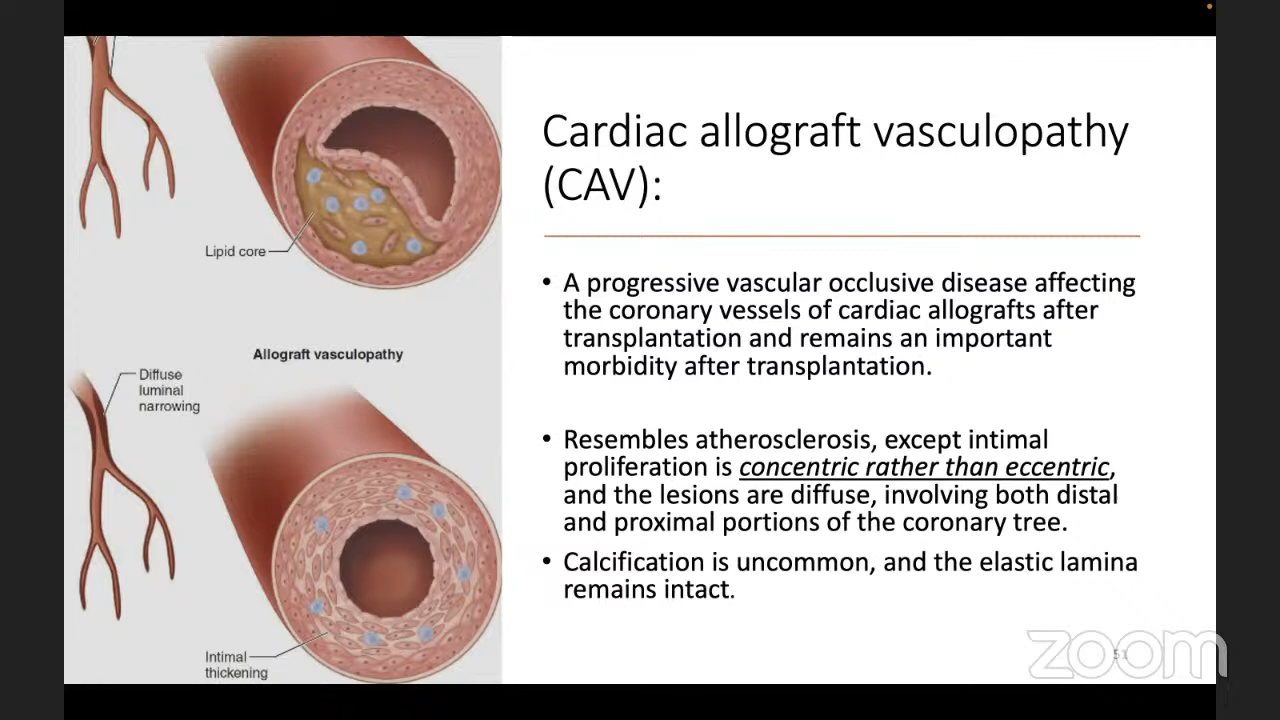 Cardiac allograft vasculopathy
(CAV):
• A progressive vascular occlusive disease affecting
the coronary vessels of cardiac allografts after
transplantation and remains an important
morbidity after transplantation.
• Resembles atherosclerosis, except intimal
proliferation is concentric rather than eccentric,
and the lesions are diffuse, involving both distal
and proximal portions of the coronary tree.
• Calcification is uncommon, and the elastic lamina
remains intact.
Lipid core
Allograft vasculopathy
Diffuse
luminal
narrowing
Intimal
thickening
51
zoom